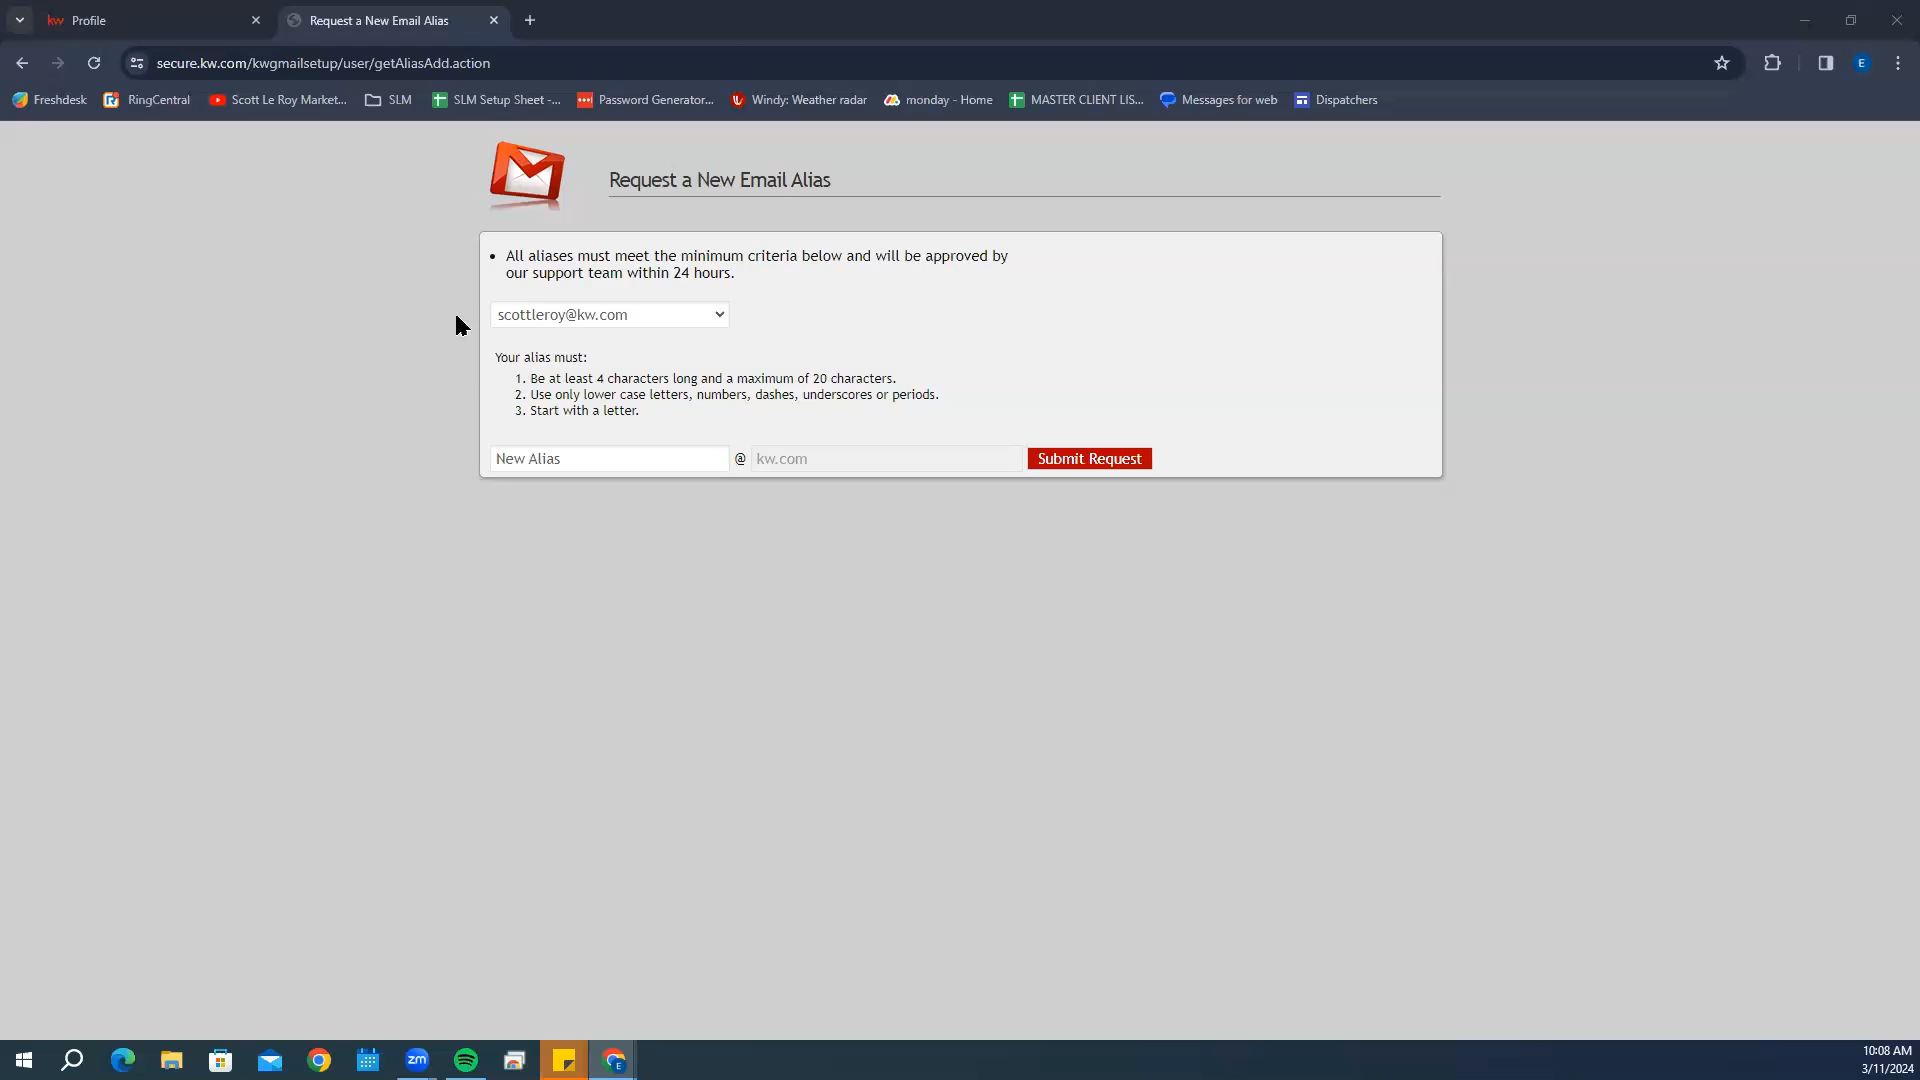 kw Profile
Request a New Email Alias
secure.kw.com/kwgmailsetup/user/getAliasAdd.action
E
Freshdesk
RingCentral
Scott Le Roy Market...
SLM
SLM Setup Sheet -...
Password Generator...
Windy: Weather radar
monday - Home
MASTER CLIENT LIS...
Messages for web
Dispatchers
Request a New Email Alias
• All aliases must meet the minimum criteria below and will be approved by
our support team within 24 hours.
scottleroy@kw.com
Your alias must:
1. Be at least 4 characters long and a maximum of 20 characters.
2. Use only lower case letters, numbers, dashes, underscores or periods.
3. Start with a letter.
New Alias @ kw.com Submit Request
zm
E
10:08 AM
3/11/2024